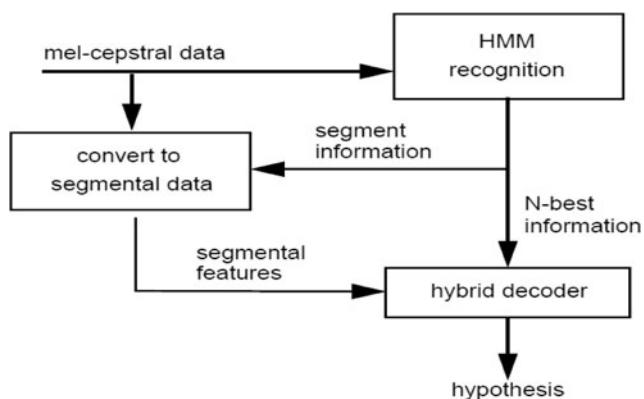 mel-cepstral data
HMM
recognition
convert to
segmental data
segment
information
N-best
information
segmental
features
hybrid decoder
hypothesis